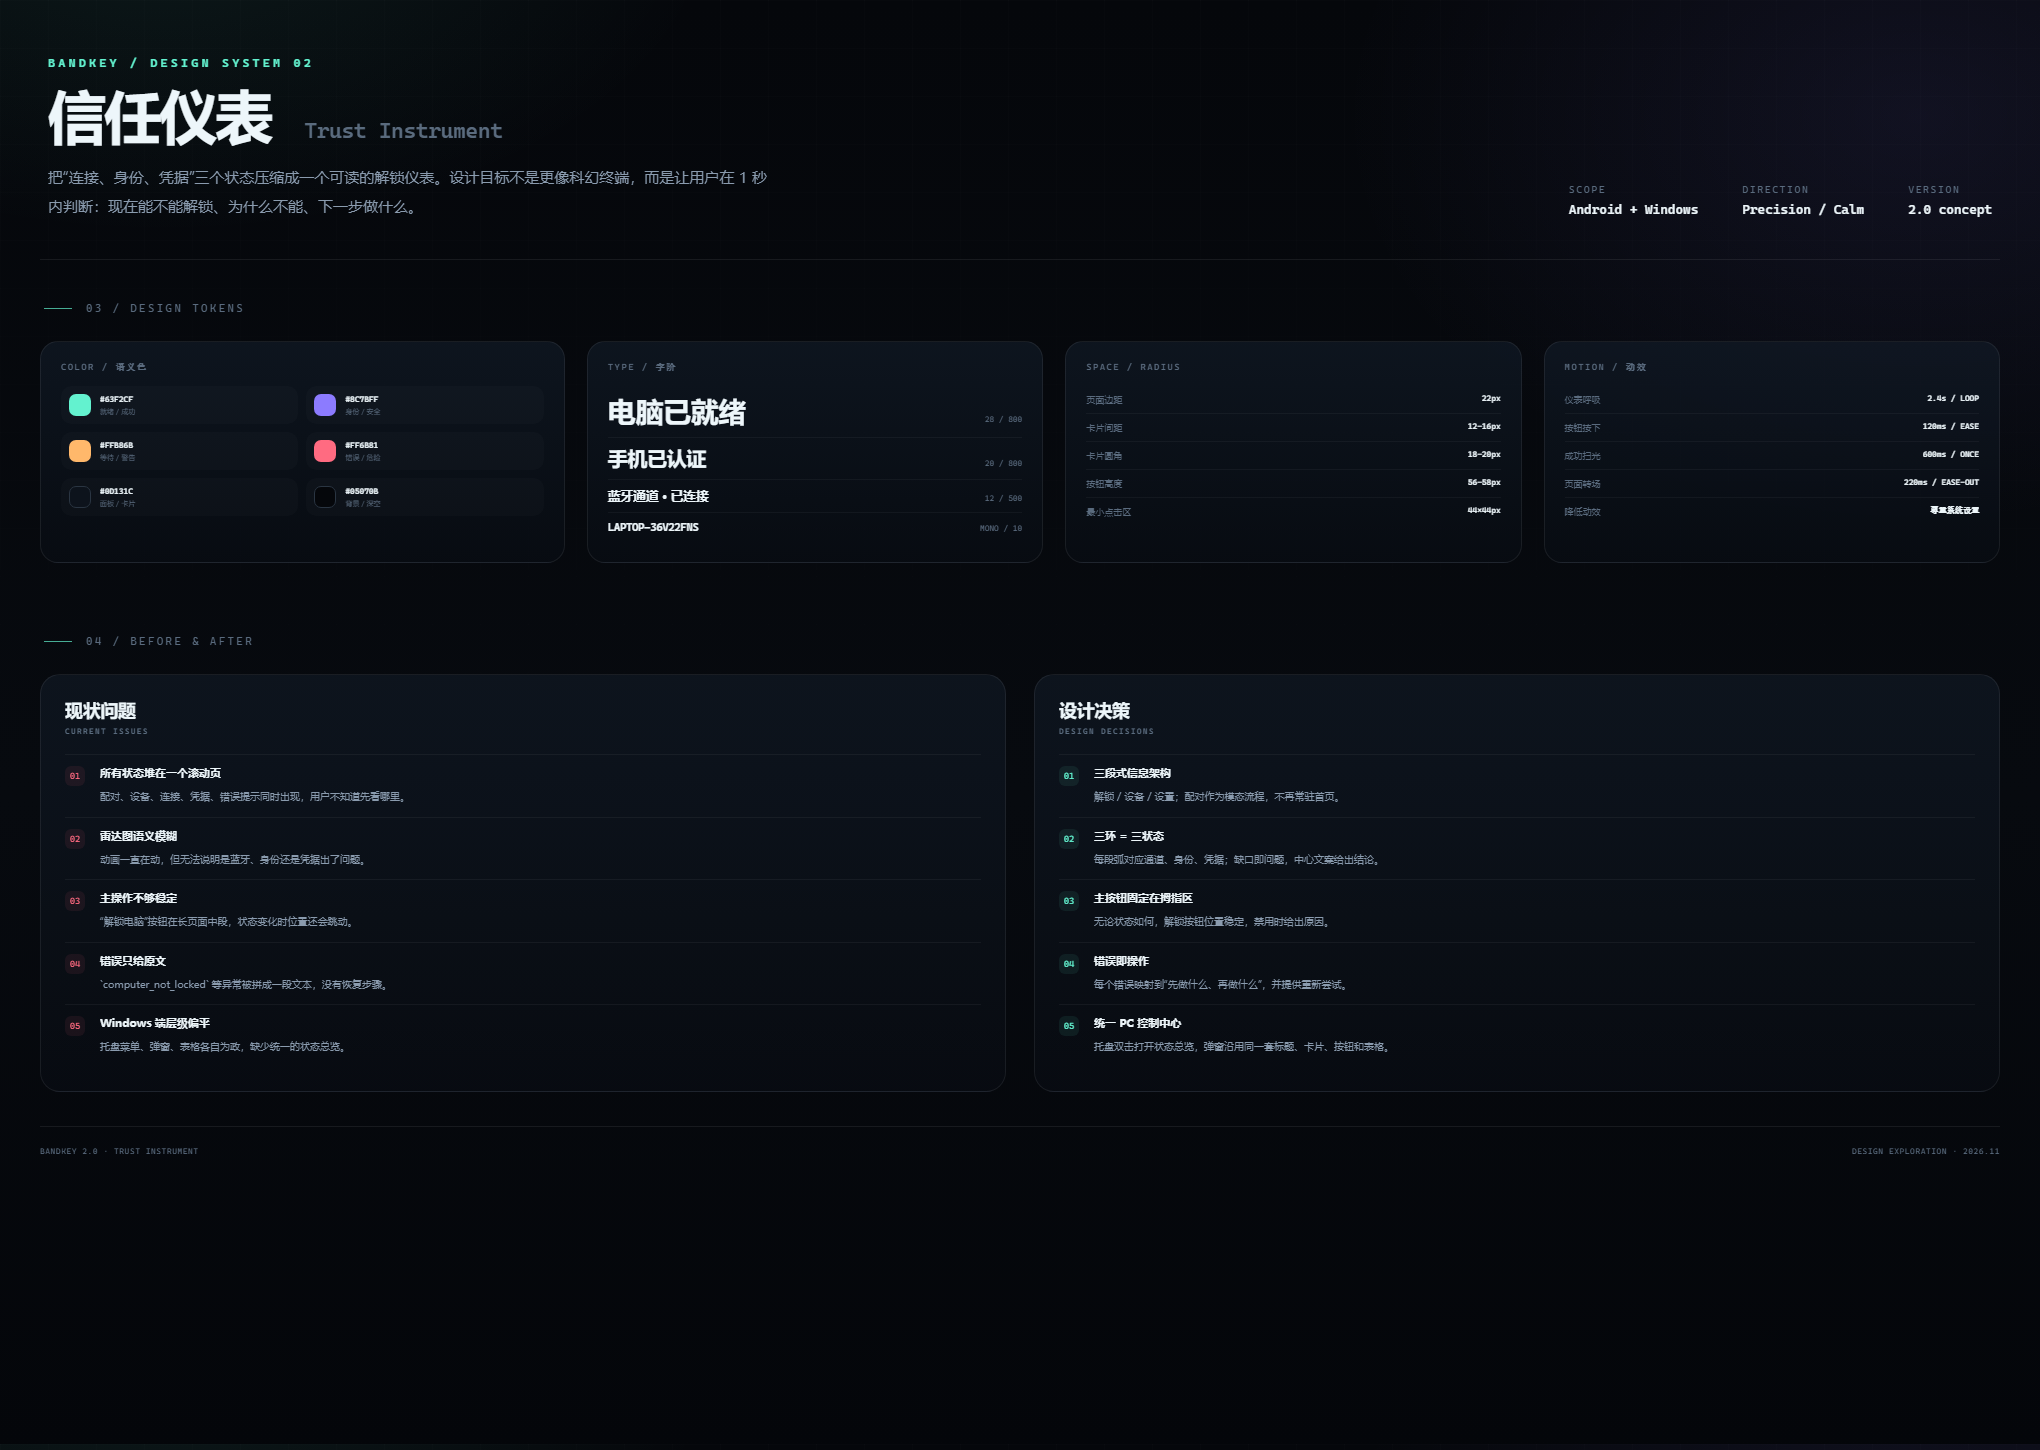 BANDKEY / DESIGN SYSTEM 02
信任仪表 Trust Instrument
把“连接、身份、凭据”三个状态压缩成一个可读的解锁仪表。设计目标不是更像科幻终端，而是让用户在 1 秒
内判断：现在能不能解锁、为什么不能、下一步做什么。
SCOPE
Android + Windows
DIRECTION
Precision / Calm
VERSION
2.0 concept
03 / DESIGN TOKENS
COLOR / 语义色
#63F2CF
就绪 / 成功
#8C7BFF
身份 / 安全
#FFB86B
等待 / 警告
#FF6B81
错误 / 危险
#0D131C
面板 / 卡片
#05070B
背景 / 深空
TYPE / 字阶
电脑已就绪 28 / 800
手机已认证 20 / 800
蓝牙通道 • 已连接 12 / 500
LAPTOP-36V22FNS MONO / 10
SPACE / RADIUS
页面边距 22px
卡片间距 12-16px
卡片圆角 18-20px
按钮高度 56-58px
最小点击区 44×44px
MOTION / 动效
仪表呼吸 2.4s / LOOP
按钮按下 120ms / EASE
成功扫光 600ms / ONCE
页面转场 220ms / EASE-OUT
降低动效 尊重系统设置
04 / BEFORE & AFTER
现状问题
CURRENT ISSUES
01 所有状态堆在一个滚动页
配对、设备、连接、凭据、错误提示同时出现，用户不知道先看哪里。
02 雷达图语义模糊
动画一直在动，但无法说明是蓝牙、身份还是凭据出了问题。
03 主操作不够稳定
“解锁电脑”按钮在长页面中段，状态变化时位置还会跳动。
04 错误只给原文
`computer_not_locked` 等异常被拼成一段文本，没有恢复步骤。
05 Windows 端层级偏平
托盘菜单、弹窗、表格各自为政，缺少统一的状态总览。
设计决策
DESIGN DECISIONS
01 三段式信息架构
解锁 / 设备 / 设置；配对作为模态流程，不再常驻首页。
02 三环 = 三状态
每段弧对应通道、身份、凭据；缺口即问题，中心文案给出结论。
03 主按钮固定在拇指区
无论状态如何，解锁按钮位置稳定，禁用时给出原因。
04 错误即操作
每个错误映射到“先做什么、再做什么”，并提供重新尝试。
05 统一 PC 控制中心
托盘双击打开状态总览，弹窗沿用同一套标题、卡片、按钮和表格。
BANDKEY 2.0 · TRUST INSTRUMENT
DESIGN EXPLORATION · 2026.11